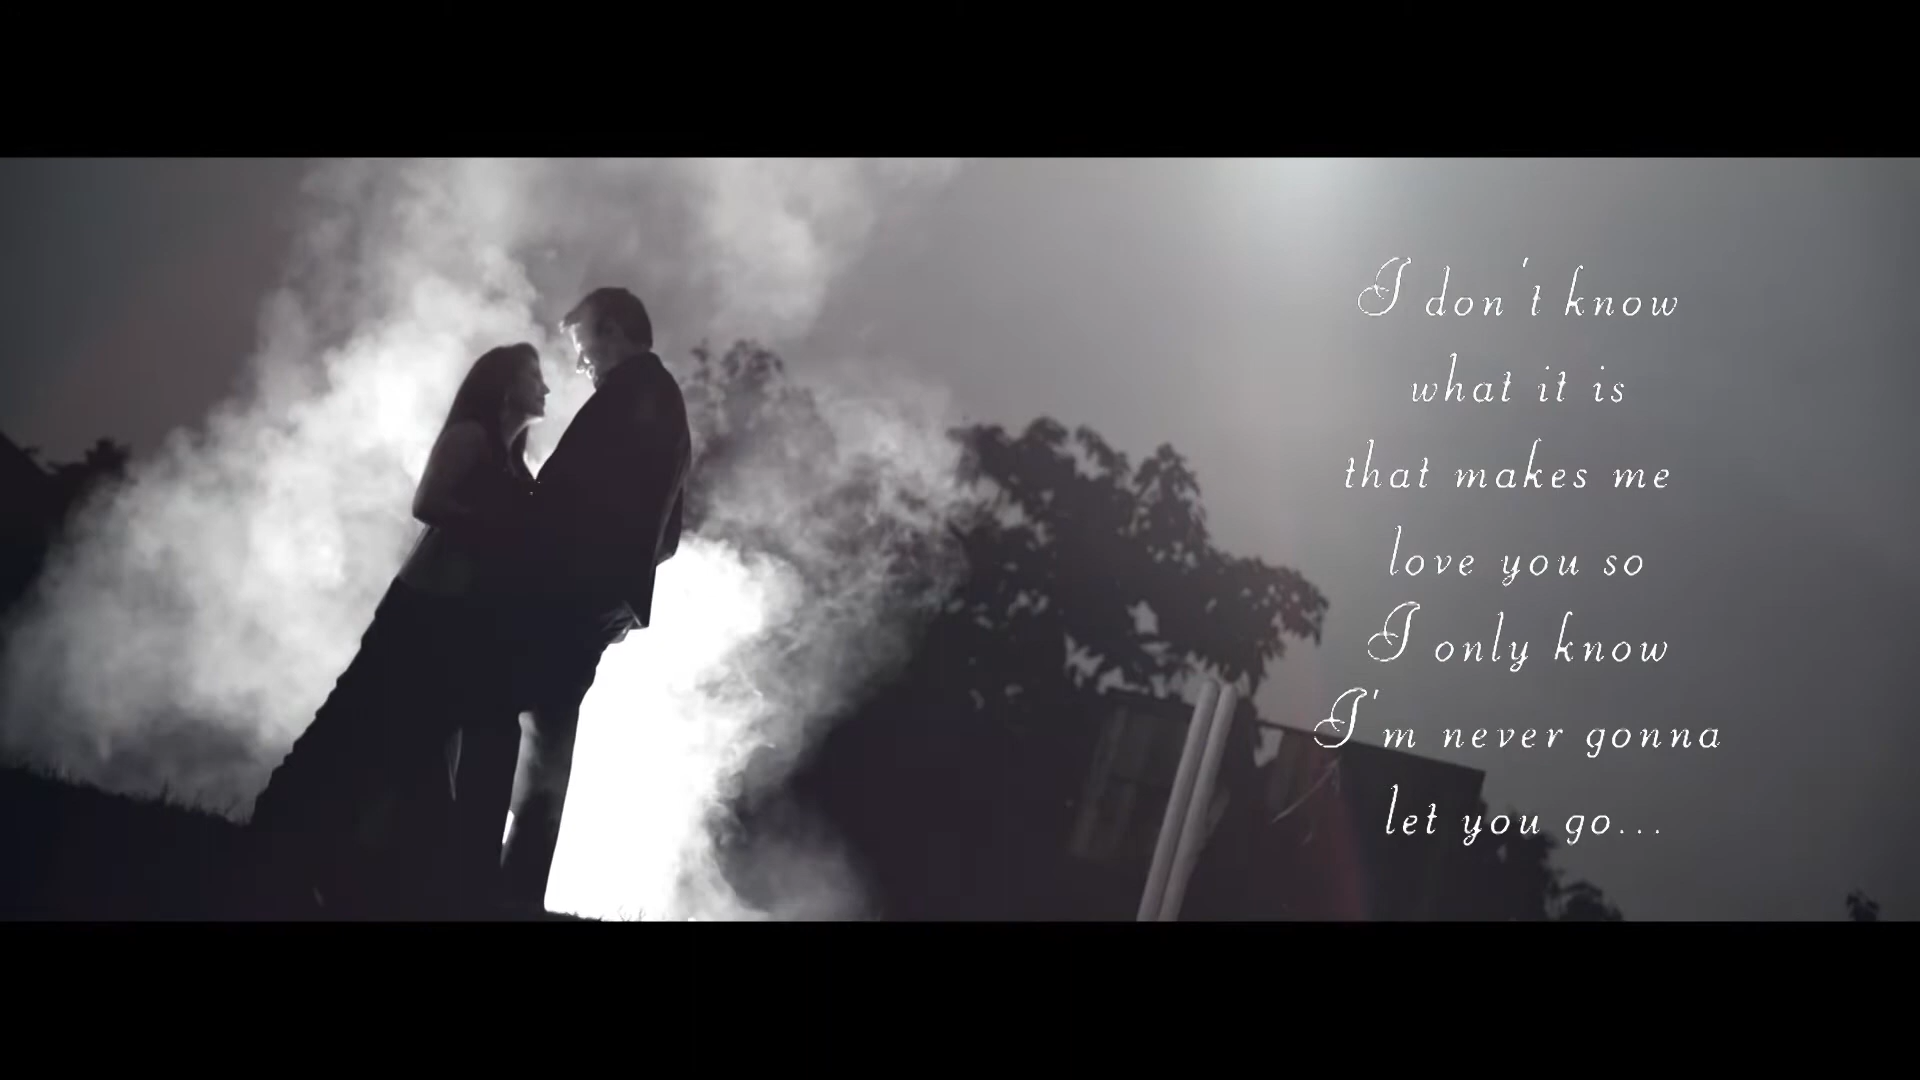 I don't know
what it is
that makes me
love you so
I only know
I'm never gonna
let you go...